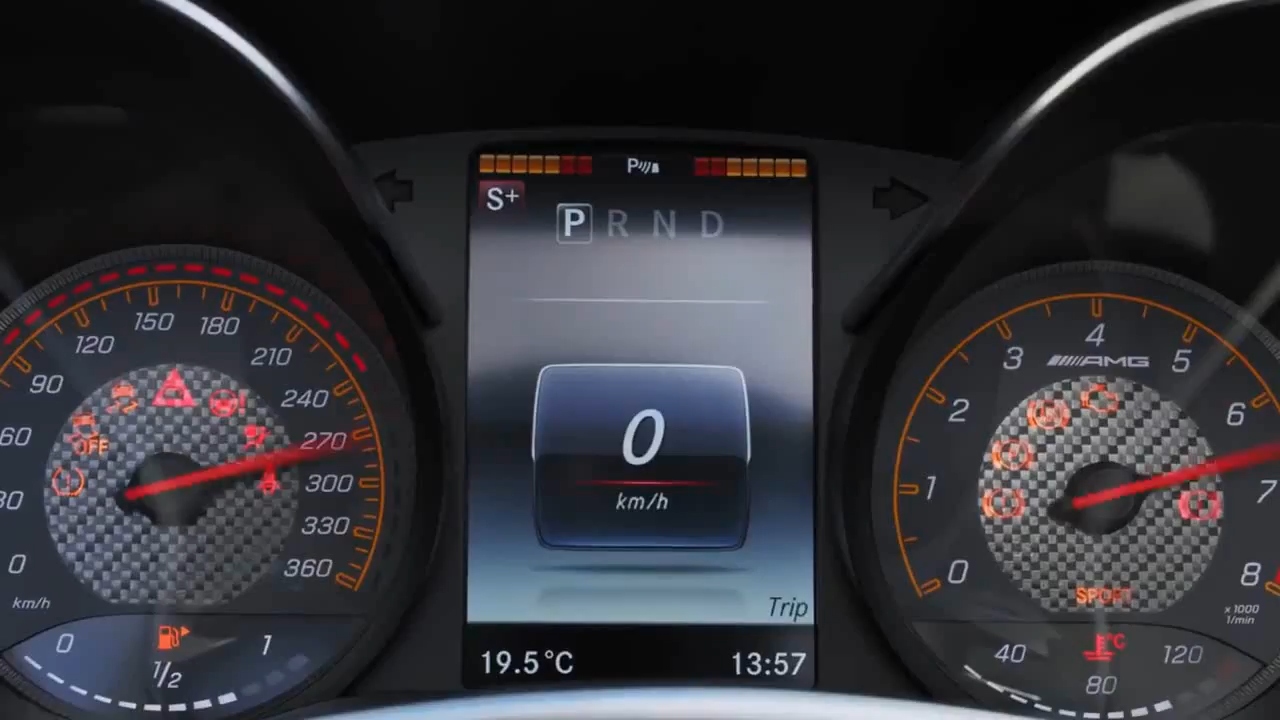 P
S+
P R N D
0
km/h
Trip
19.5°C
13:57
0
30
60
90
120
150
180
210
240
270
300
330
360
km/h
OFF
0
1/2
1
0
1
2
3
4
5
6
7
8
AMG
x 1000
1/min
SPORT
40
80
120
°C